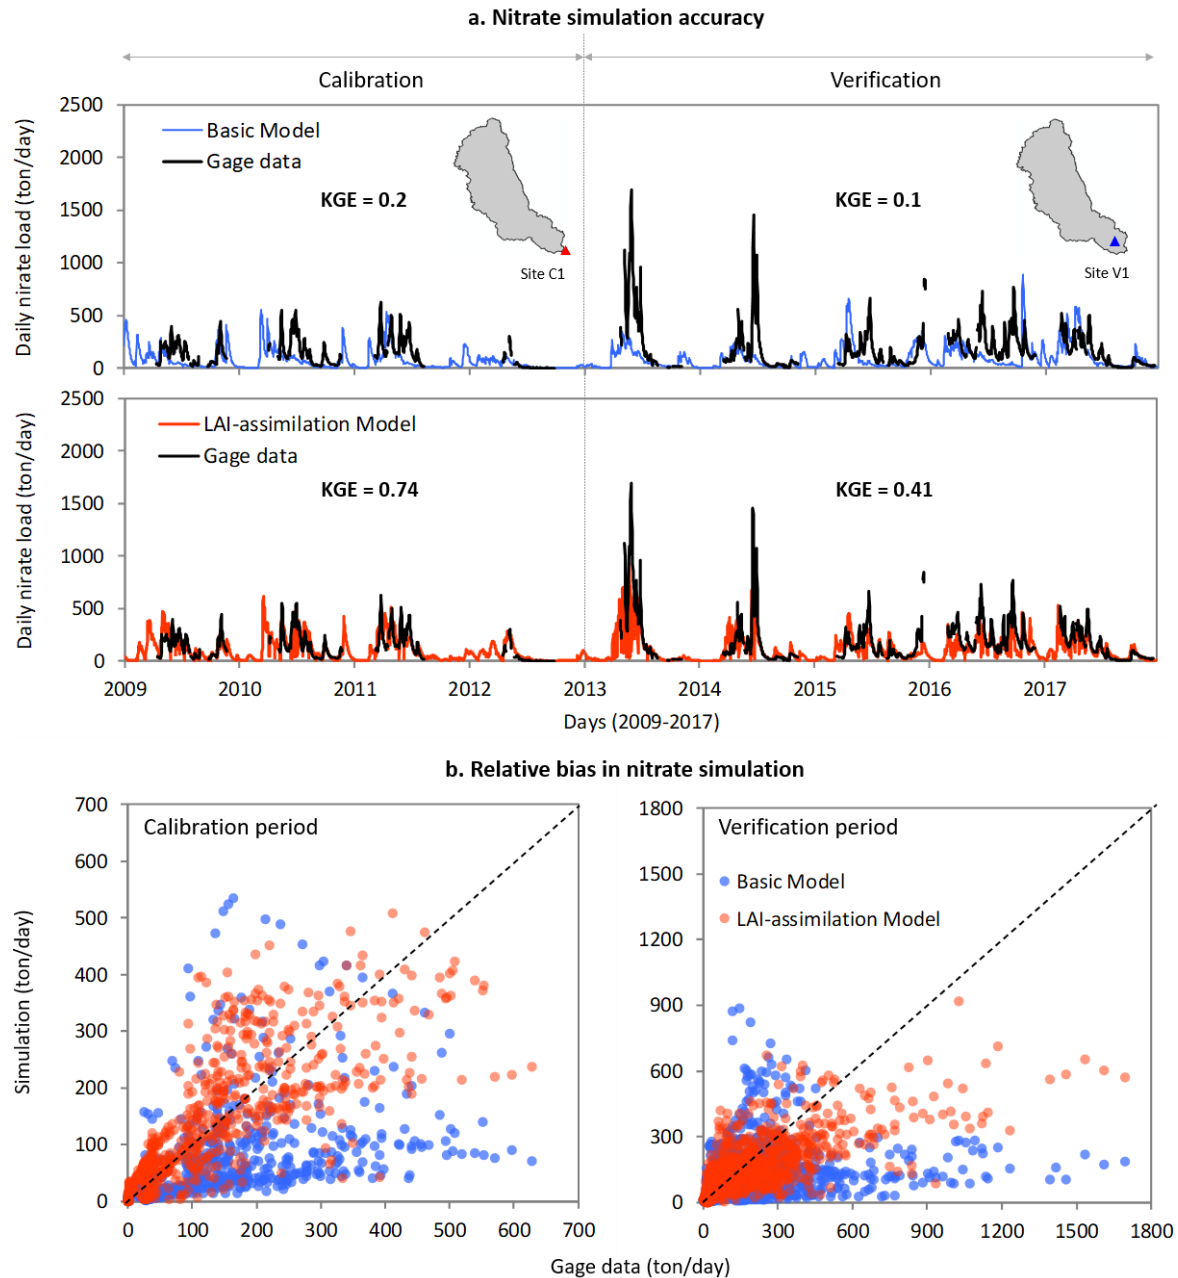 a. Nitrate simulation accuracy
Calibration
Verification
2500
2000
1500
1000
500
0
Daily nirate load (ton/day)
Basic Model
Gage data
KGE = 0.2
Site C1
KGE = 0.1
Site V1
2500
2000
1500
1000
500
0
Daily nirate load (ton/day)
LAI-assimilation Model
Gage data
KGE = 0.74
KGE = 0.41
2009 2010 2011 2012 2013 2014 2015 2016 2017
Days (2009-2017)
b. Relative bias in nitrate simulation
700
600
500
400
300
200
100
0
Simulation (ton/day)
Calibration period
0 100 200 300 400 500 600 700
1800
1500
1200
900
600
300
0
Verification period
Basic Model
LAI-assimilation Model
0 300 600 900 1200 1500 1800
Gage data (ton/day)